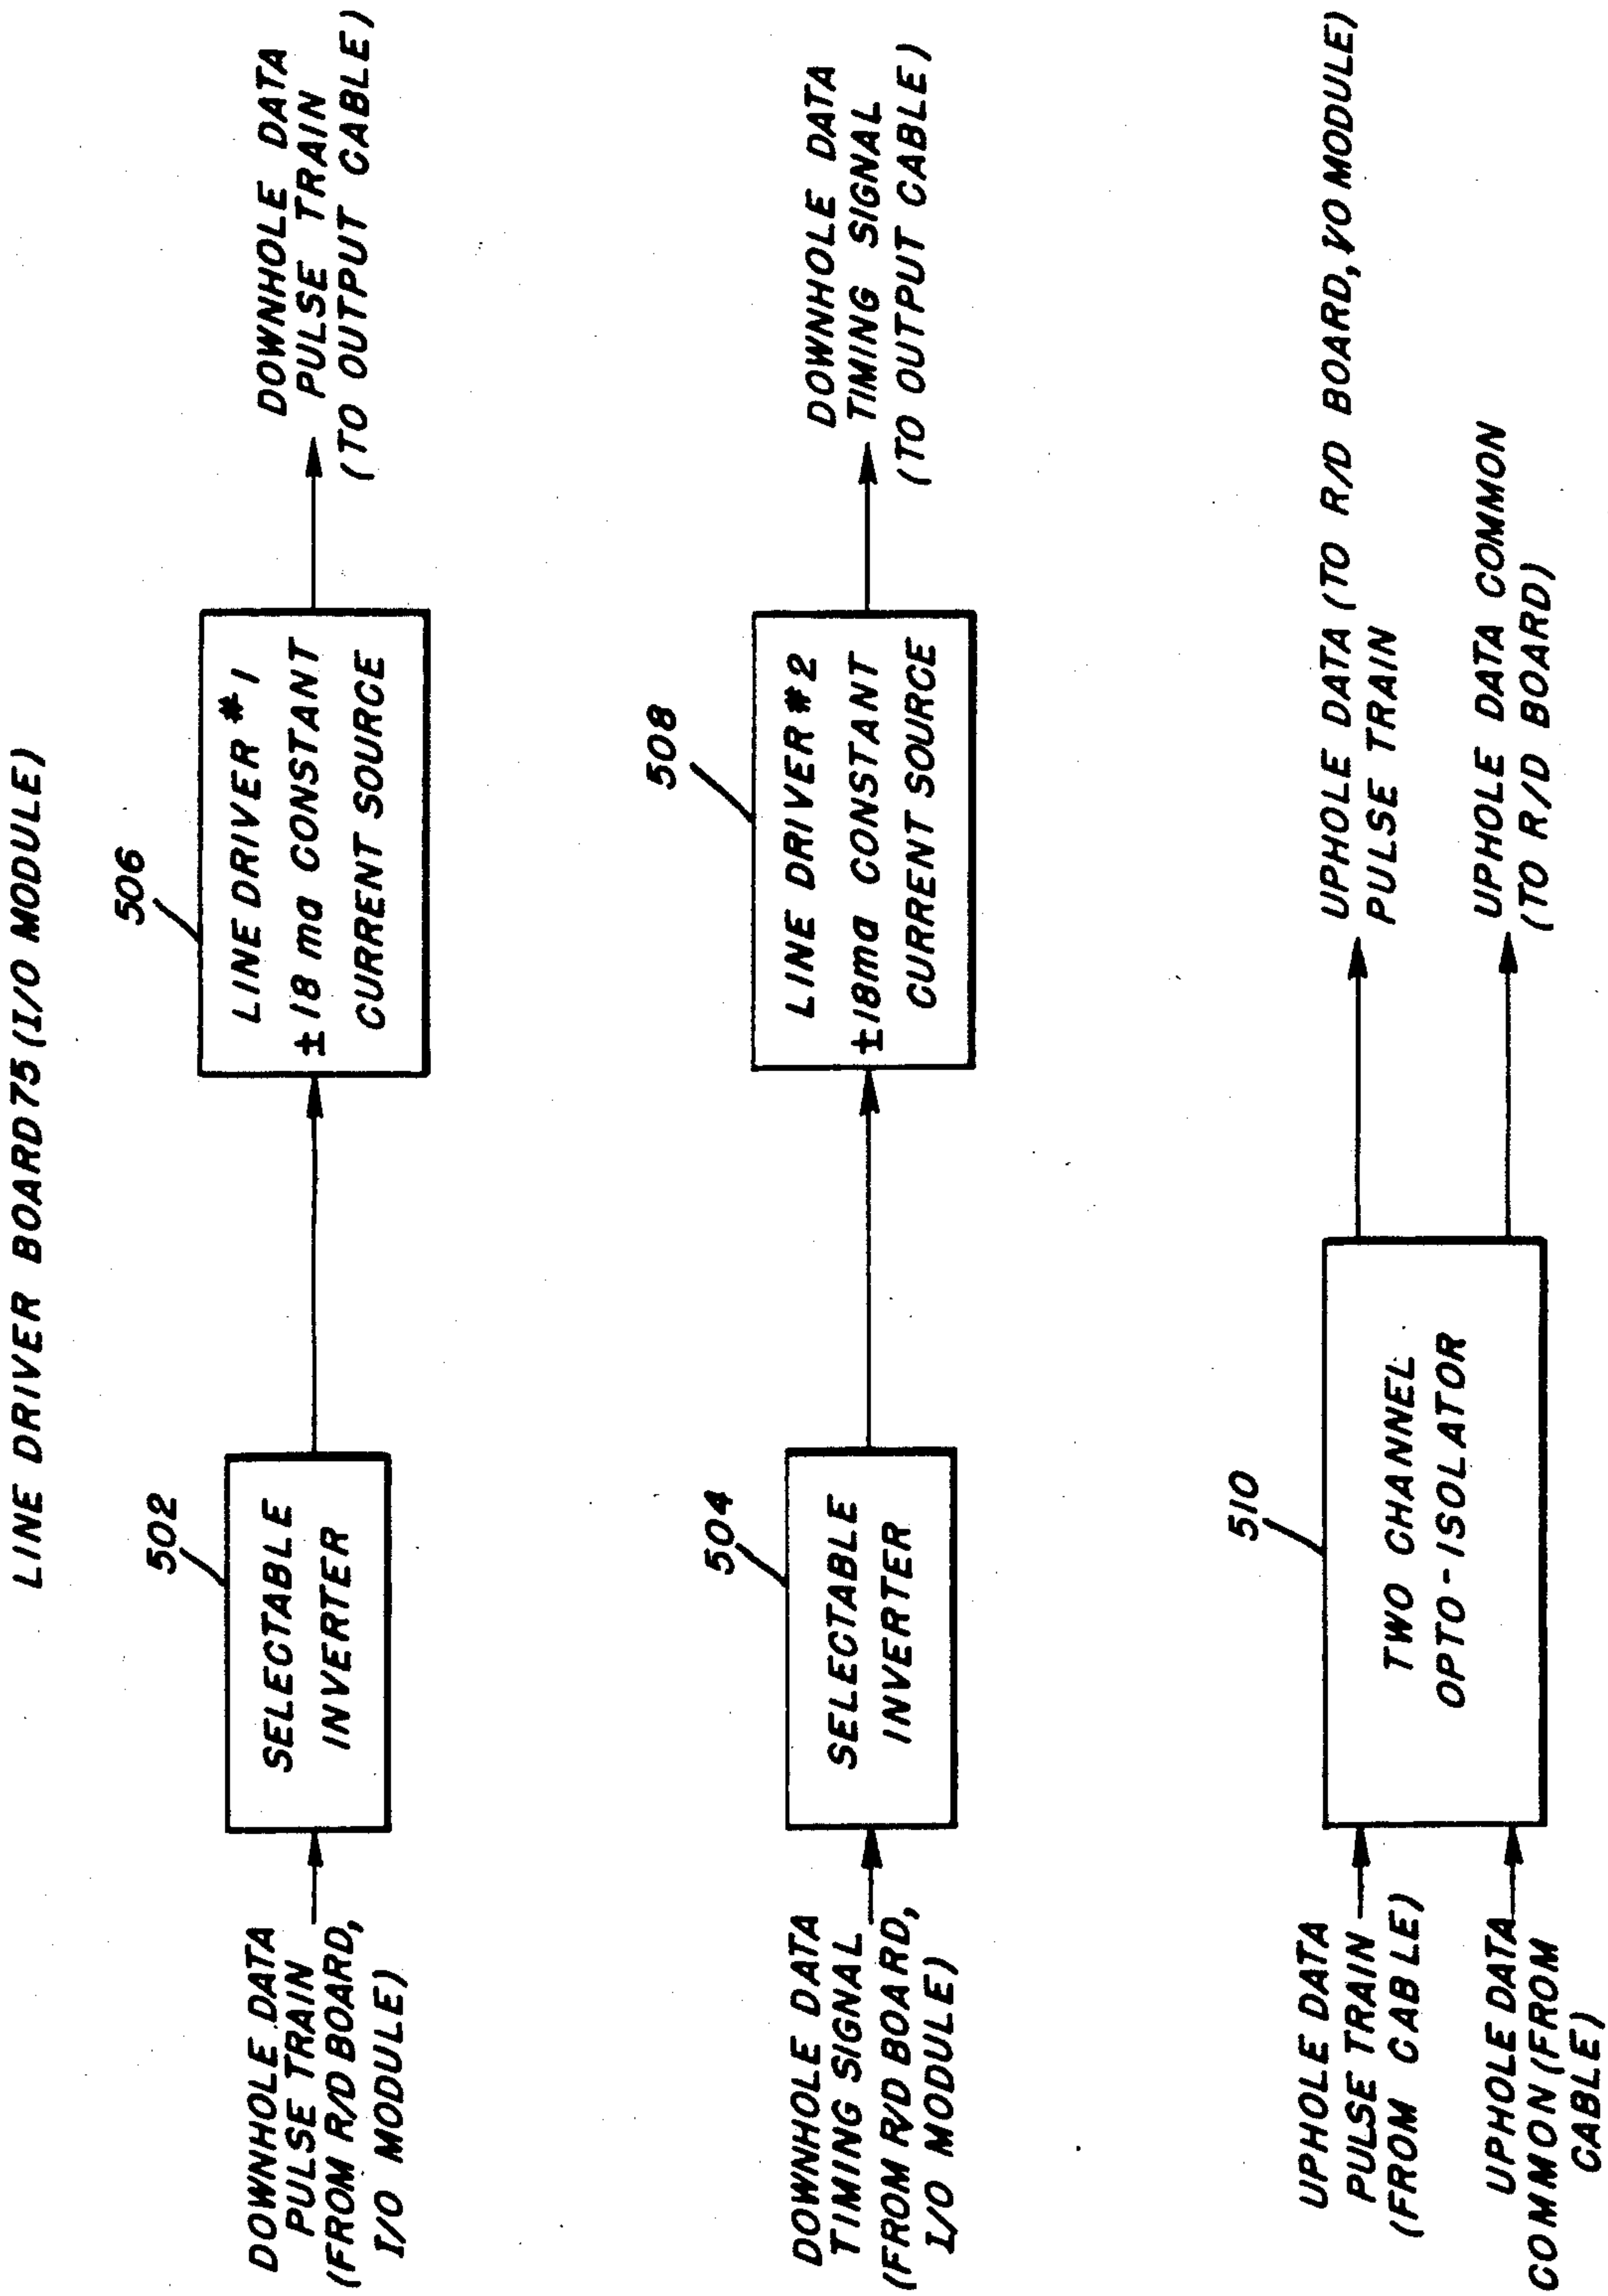 LINE DRIVER BOARD 75 (I/O MODULE)
DOWNHOLE DATA
PULSE TRAIN
(FROM R/D BOARD,
I/O MODULE)
502
SELECTABLE
INVERTER
506
LINE DRIVER #1
±18 ma CONSTANT
CURRENT SOURCE
DOWNHOLE DATA
PULSE TRAIN
(TO OUTPUT CABLE)
DOWNHOLE DATA
TIMING SIGNAL
(FROM R/D BOARD,
I/O MODULE)
504
SELECTABLE
INVERTER
508
LINE DRIVER #2
±18ma CONSTANT
CURRENT SOURCE
DOWNHOLE DATA
TIMING SIGNAL
(TO OUTPUT CABLE)
UPHOLE DATA
PULSE TRAIN
(FROM CABLE)
UPHOLE DATA
COMMON (FROM
CABLE)
510
TWO CHANNEL
OPTO-ISOLATOR
UPHOLE DATA (TO R/D BOARD, I/O MODULE)
PULSE TRAIN
UPHOLE DATA COMMON
(TO R/D BOARD)